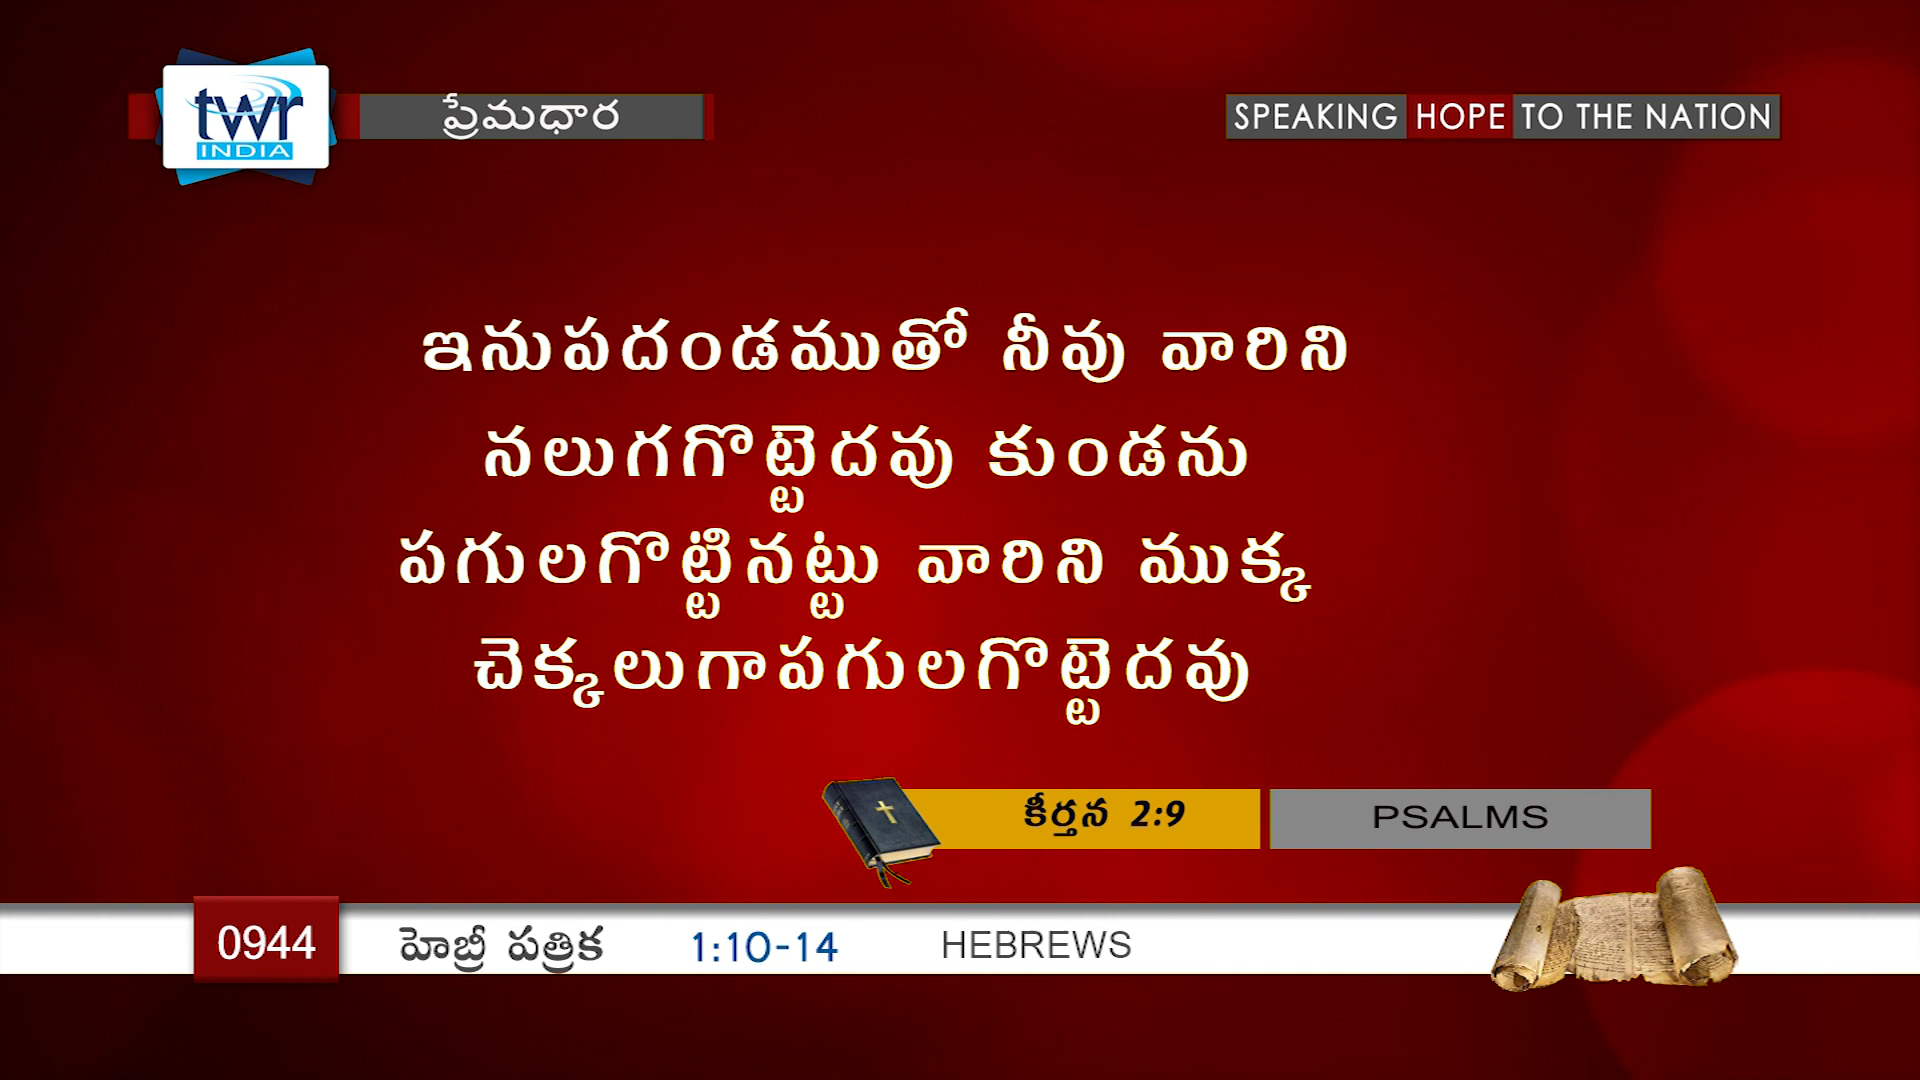 twr
INDIA
ప్రేమధార
SPEAKING HOPE TO THE NATION
ఇనుపదండముతో నీవు వారిని
నలుగగొట్టెదవు కుండను
పగులగొట్టినట్టు వారిని ముక్క
చెక్కలుగాపగులగొట్టెదవు
కీర్తన 2:9
PSALMS
0944
హెబ్రీ పత్రిక
1:10-14
HEBREWS